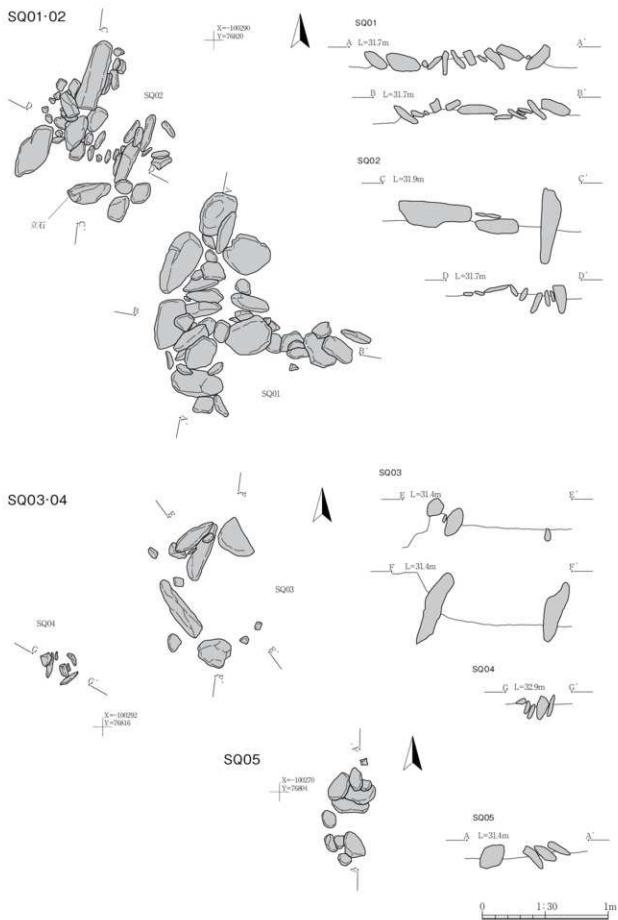 SQ01·02
X=-100290
Y=76820
SQ02
立石
C
C'
D
A
A'
B
B'
SQ01
SQ01
A L=31.7m A'
B L=31.7m B'
SQ02
C L=31.9m C'
D L=31.7m D'
SQ03·04
F'
E
SQ03
SQ04
G
G'
E'
F'
X=-100292
Y=76816
SQ03
E L=31.4m E'
F L=31.4m F'
SQ04
G L=32.9m G'
SQ05
X=-100270
Y=76804
A'
A
SQ05
A L=31.4m A'
0 1:30 1m